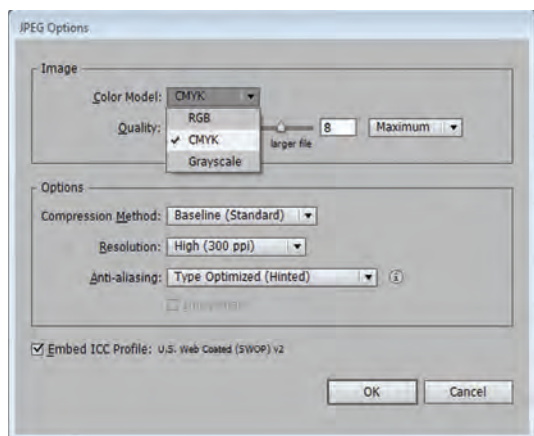 JPEG Options
Image
Color Model: CMYK
RGB
CMYK
Grayscale
Quality: 8 Maximum
larger file
Options
Compression Method: Baseline (Standard)
Resolution: High (300 ppi)
Anti-aliasing: Type Optimized (Hinted)
Embed ICC Profile: U.S. Web Coated (SWOP) v2
OK Cancel